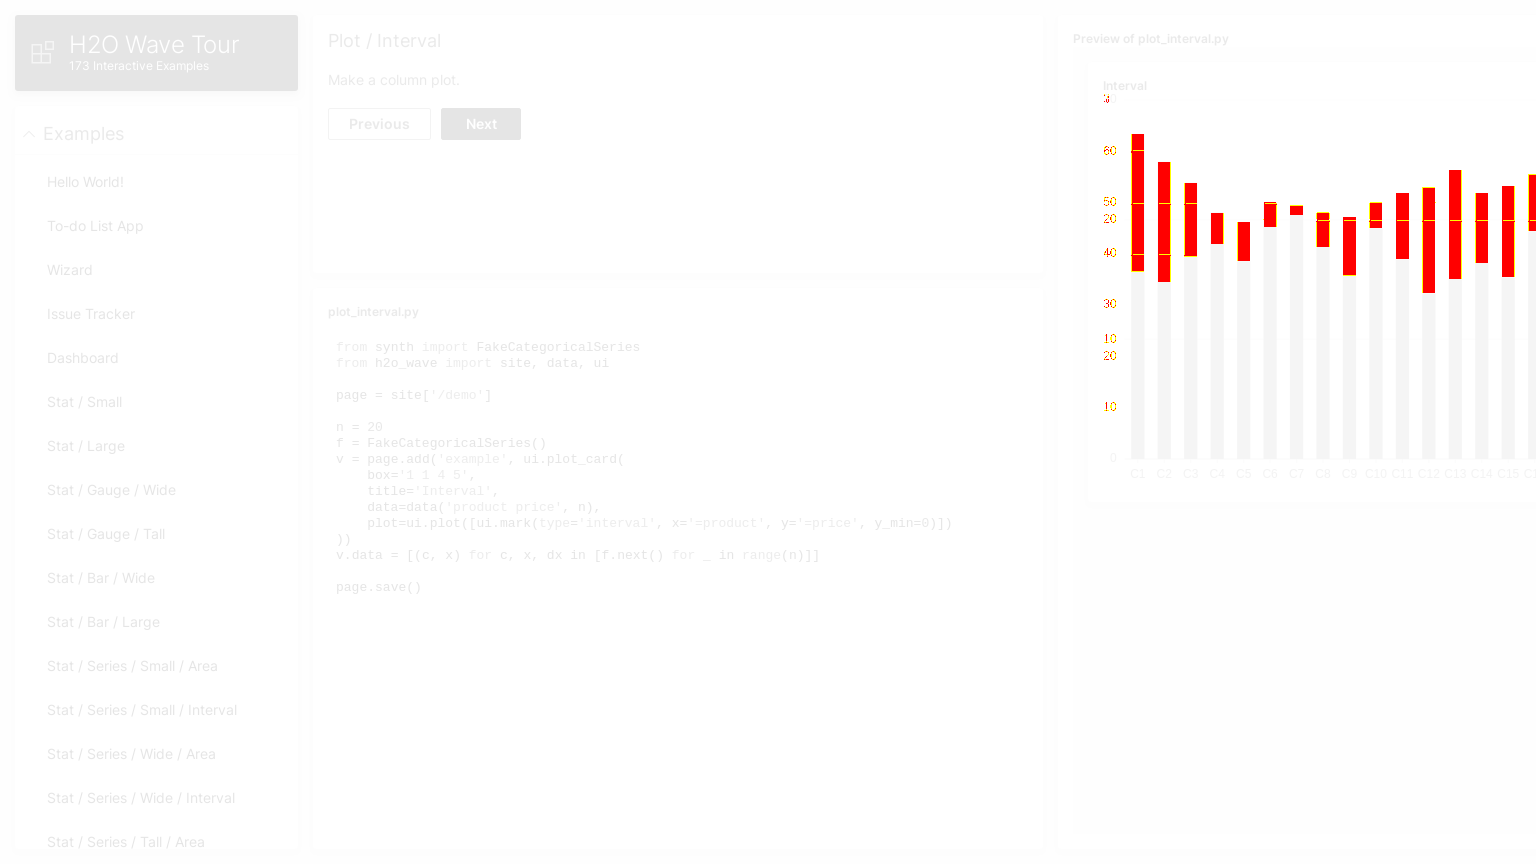 H2O Wave Tour
173 Interactive Examples
Examples
Hello World!
To-do List App
Wizard
Issue Tracker
Dashboard
Stat / Small
Stat / Large
Stat / Gauge / Wide
Stat / Gauge / Tall
Stat / Bar / Wide
Stat / Bar / Large
Stat / Series / Small / Area
Stat / Series / Small / Interval
Stat / Series / Wide / Area
Stat / Series / Wide / Interval
Stat / Series / Tall / Area
Plot / Interval
Make a column plot.
Previous Next
plot_interval.py
from synth import FakeCategoricalSeries
from h2o_wave import site, data, ui
page = site['/demo']
n = 20
f = FakeCategoricalSeries()
v = page.add('example', ui.plot_card(
box='1 1 4 5',
title='Interval',
data=data('product price', n),
plot=ui.plot([ui.mark(type='interval', x='=product', y='=price', y_min=0)])
))
v.data = [(c, x) for c, x, dx in [f.next() for _ in range(n)]]
page.save()
Preview of plot_interval.py
Interval
60
50
20
40
30
10
20
10
0
C1 C2 C3 C4 C5 C6 C7 C8 C9 C10 C11 C12 C13 C14 C15